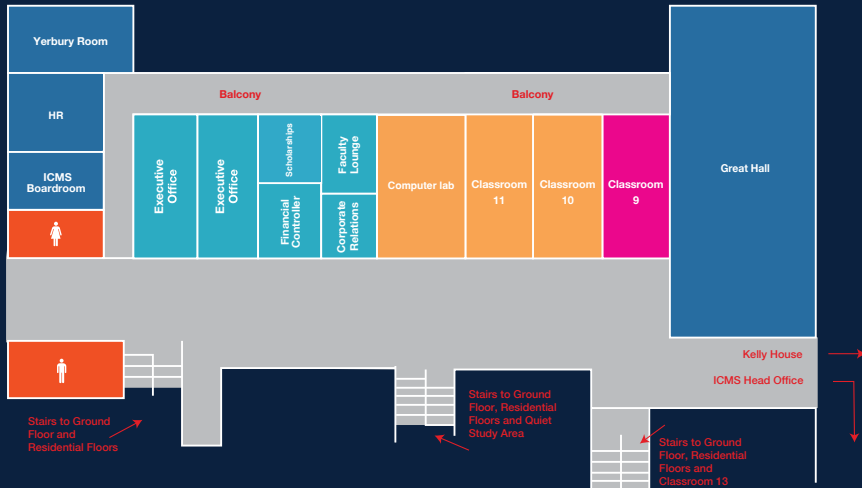 Yerbury Room
HR
ICMS
Boardroom
Balcony
Balcony
Executive
Office
Executive
Office
Scholarships
Financial
Controller
Faculty
Lounge
Corporate
Relations
Computer lab
Classroom
11
Classroom
10
Classroom
9
Great Hall
Kelly House
ICMS Head Office
Stairs to Ground
Floor and
Residential Floors
Stairs to Ground
Floor, Residential
Floors and Quiet
Study Area
Stairs to Ground
Floor, Residential
Floors and
Classroom 13